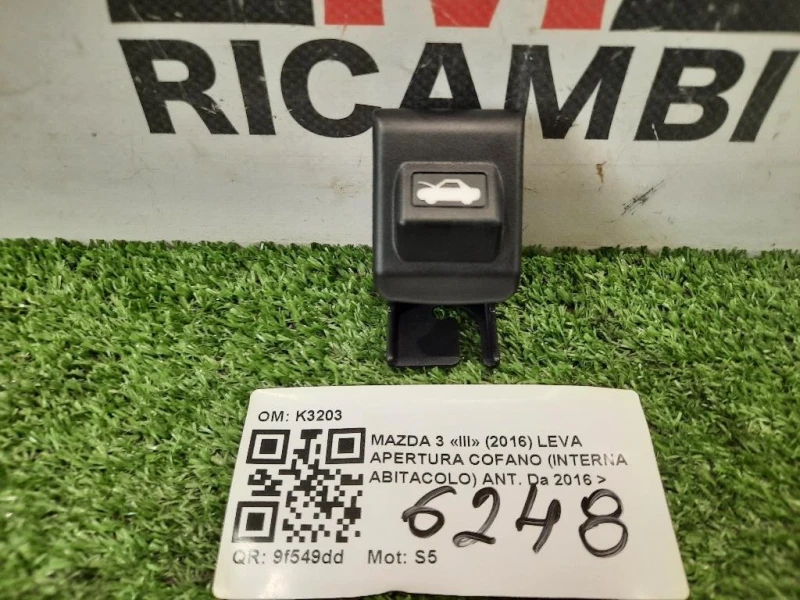 RICAMBI
OM: K3203
MAZDA 3 «III» (2016) LEVA
APERTURA COFANO (INTERNA
ABITACOLO) ANT. Da 2016 >
6248
QR: 9f549dd Mot: S5